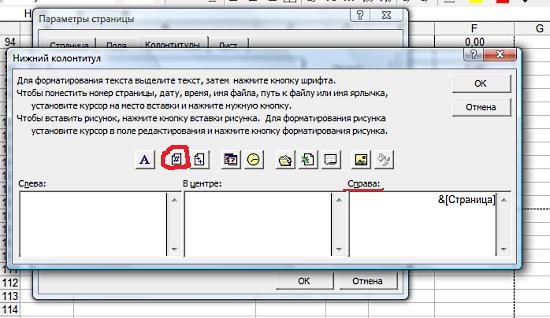 F
G
94
0,00
Параметры страницы
Страница
Поля
Колонтитулы
Лист
Нижний колонтитул
Для форматирования текста выделите текст, затем нажмите кнопку шрифта.
Чтобы поместить номер страницы, дату, время, имя файла, путь к файлу или имя ярлычка,
установите курсор на место вставки и нажмите нужную кнопку.
Чтобы вставить рисунок, нажмите кнопку вставки рисунка. Для форматирования рисунка
установите курсор в поле редактирования и нажмите кнопку форматирования рисунка.
ОК
Отмена
A
Слева:
В центре:
Справа:
&[Страница]
ОК
Отмена
112
113
114